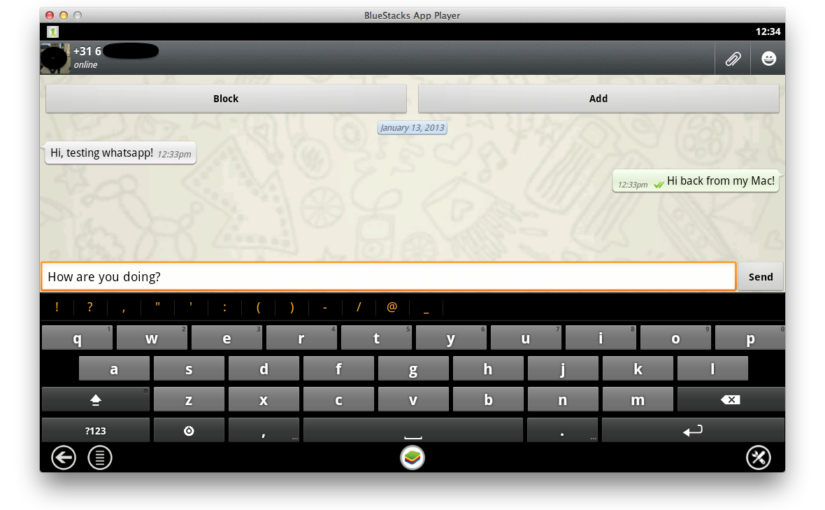 BlueStacks App Player
12:34
+31 6
online
Block Add
January 13, 2013
Hi, testing whatsapp! 12:33pm
12:33pm Hi back from my Mac!
How are you doing? Send
! ? , " ' : ( ) - / @ _
q 1 w 2 e 3 r 4 t 5 y 6 u 7 i 8 o 9 p 0
a s d f g h j k l
z x c v b n m
?123 , ... . ...